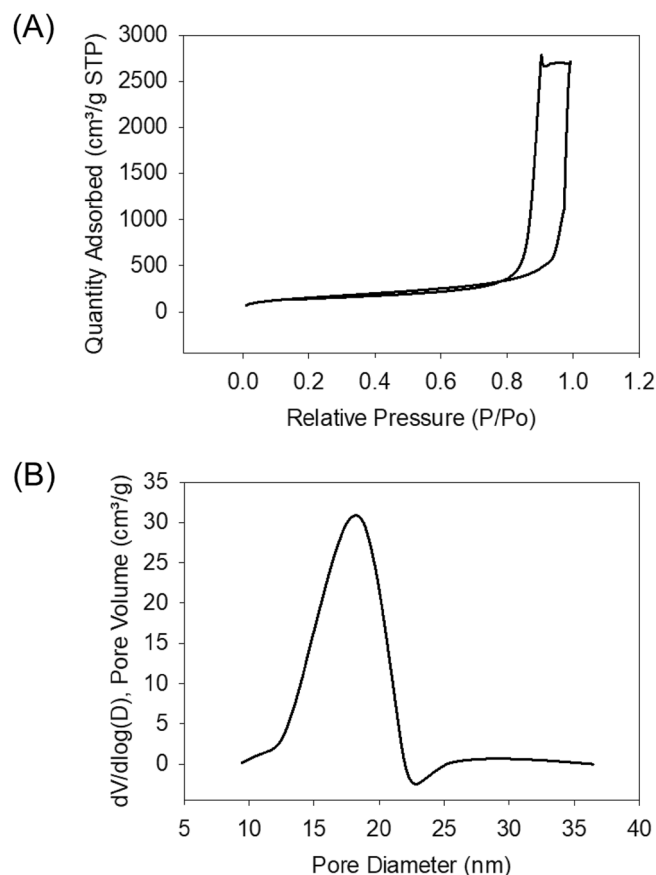 (A)
Quantity Adsorbed (cm³/g STP)
3000
2500
2000
1500
1000
500
0
0.0 0.2 0.4 0.6 0.8 1.0 1.2
Relative Pressure (P/Po)
(B)
dV/dlog(D), Pore Volume (cm³/g)
35
30
25
20
15
10
5
0
5 10 15 20 25 30 35 40
Pore Diameter (nm)